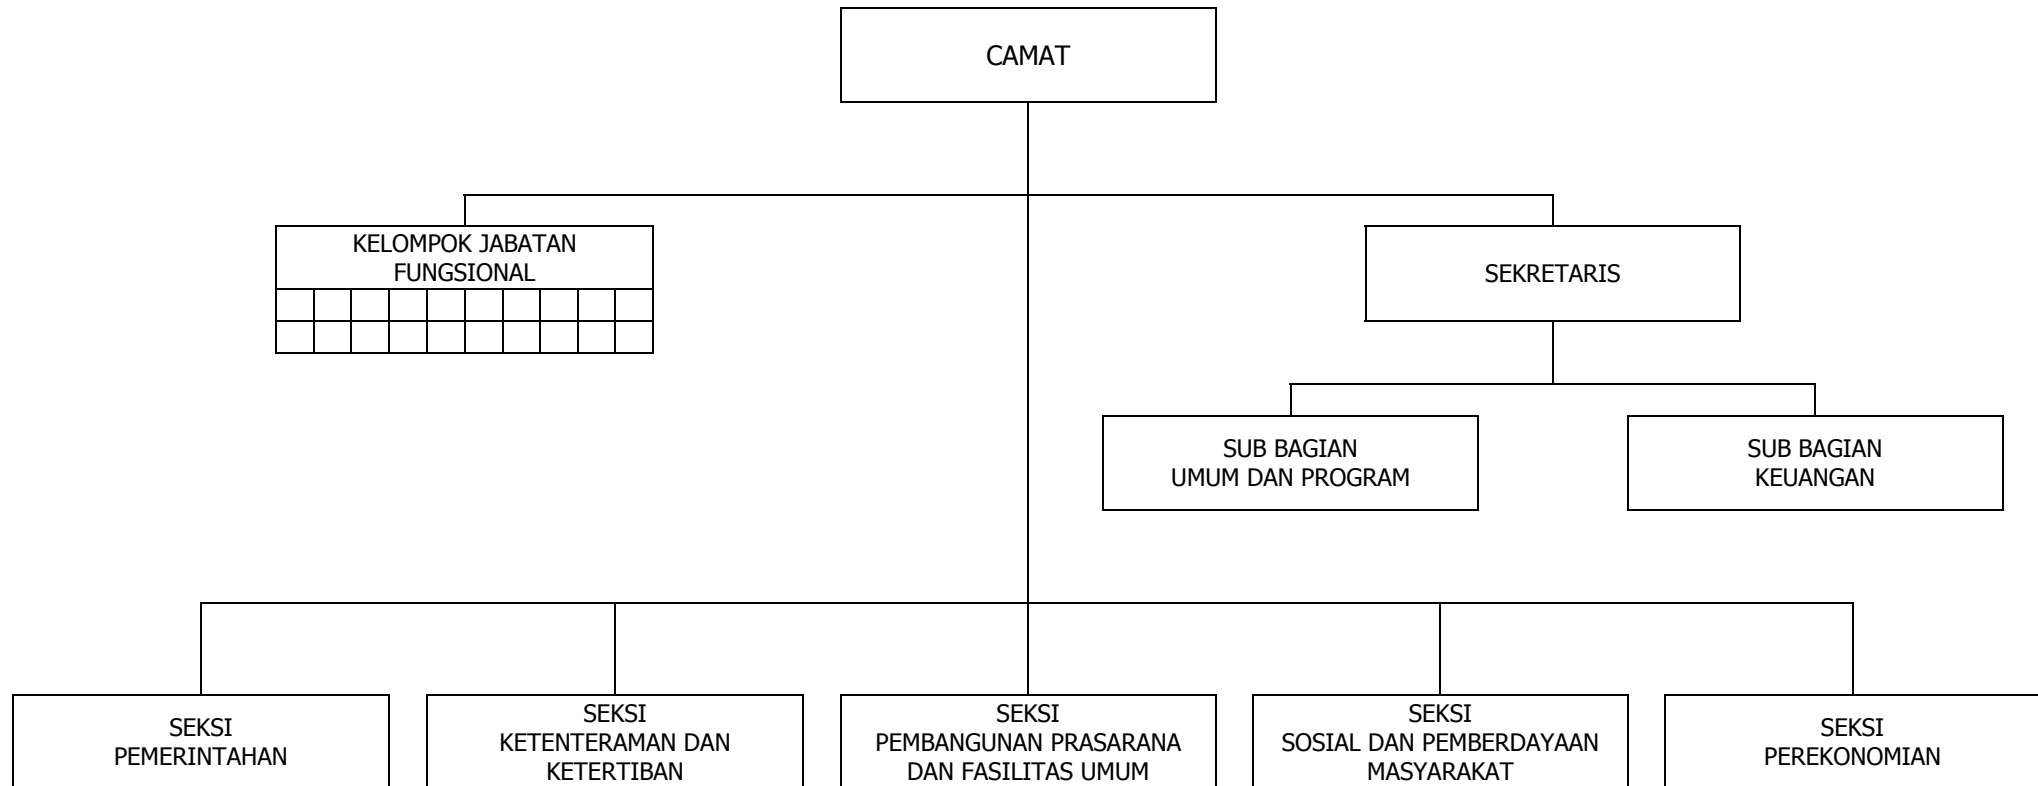 CAMAT
KELOMPOK JABATAN
FUNGSIONAL
SEKRETARIS
SUB BAGIAN
UMUM DAN PROGRAM
SUB BAGIAN
KEUANGAN
SEKSI
PEMERINTAHAN
SEKSI
KETENTERAMAN DAN
KETERTIBAN
SEKSI
PEMBANGUNAN PRASARANA
DAN FASILITAS UMUM
SEKSI
SOSIAL DAN PEMBERDAYAAN
MASYARAKAT
SEKSI
PEREKONOMIAN